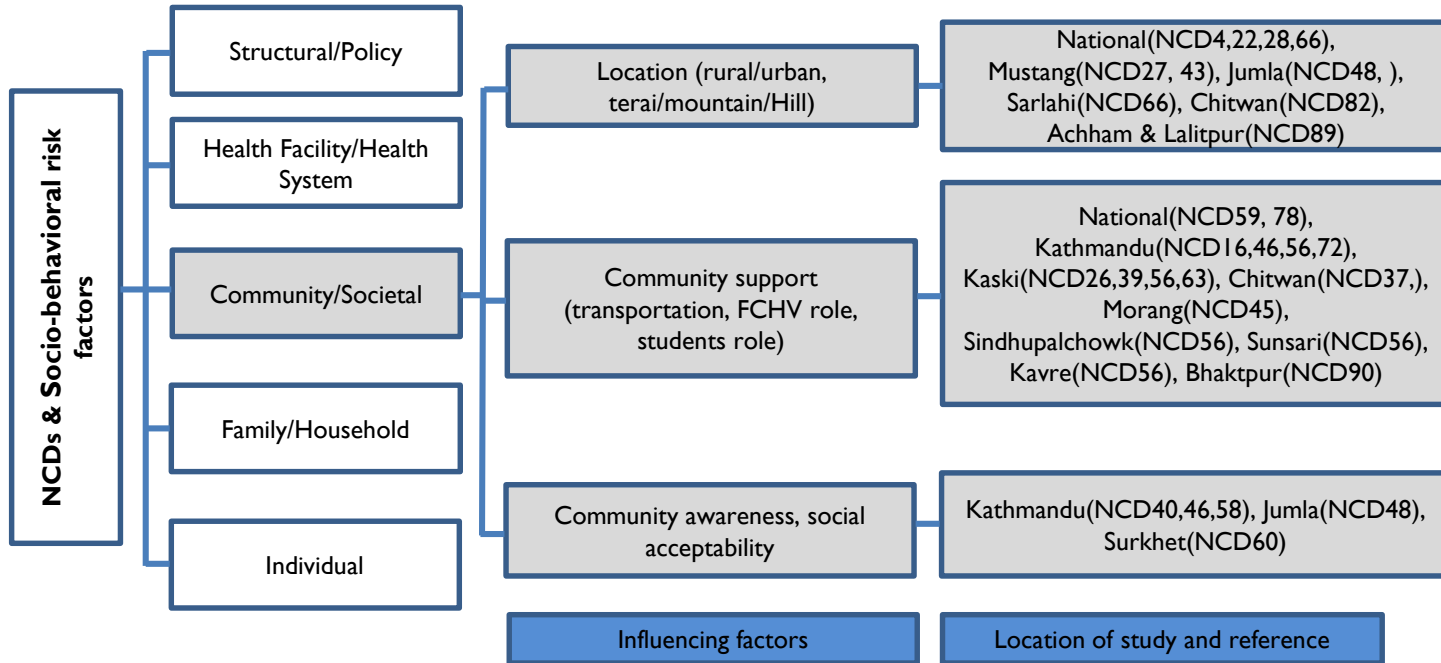 NCDs & Socio-behavioral risk
factors
Structural/Policy
Health Facility/Health
System
Community/Societal
Family/Household
Individual
Location (rural/urban,
terai/mountain/Hill)
Community support
(transportation, FCHV role,
students role)
Community awareness, social
acceptability
Influencing factors
National(NCD4,22,28,66),
Mustang(NCD27, 43), Jumla(NCD48, ),
Sarlahi(NCD66), Chitwan(NCD82),
Achham & Lalitpur(NCD89)
National(NCD59, 78),
Kathmandu(NCD16,46,56,72),
Kaski(NCD26,39,56,63), Chitwan(NCD37,),
Morang(NCD45),
Sindhupalchowk(NCD56), Sunsari(NCD56),
Kavre(NCD56), Bhaktpur(NCD90)
Kathmandu(NCD40,46,58), Jumla(NCD48),
Surkhet(NCD60)
Location of study and reference